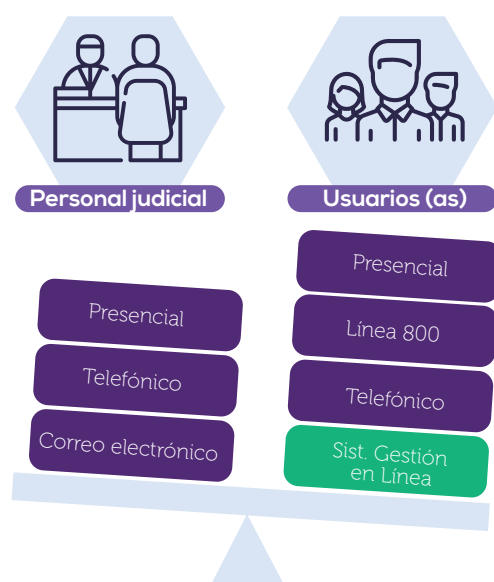 Personal judicial
Presencial
Telefónico
Correo electrónico
Usuarios (as)
Presencial
Línea 800
Telefónico
Sist. Gestión
en Línea